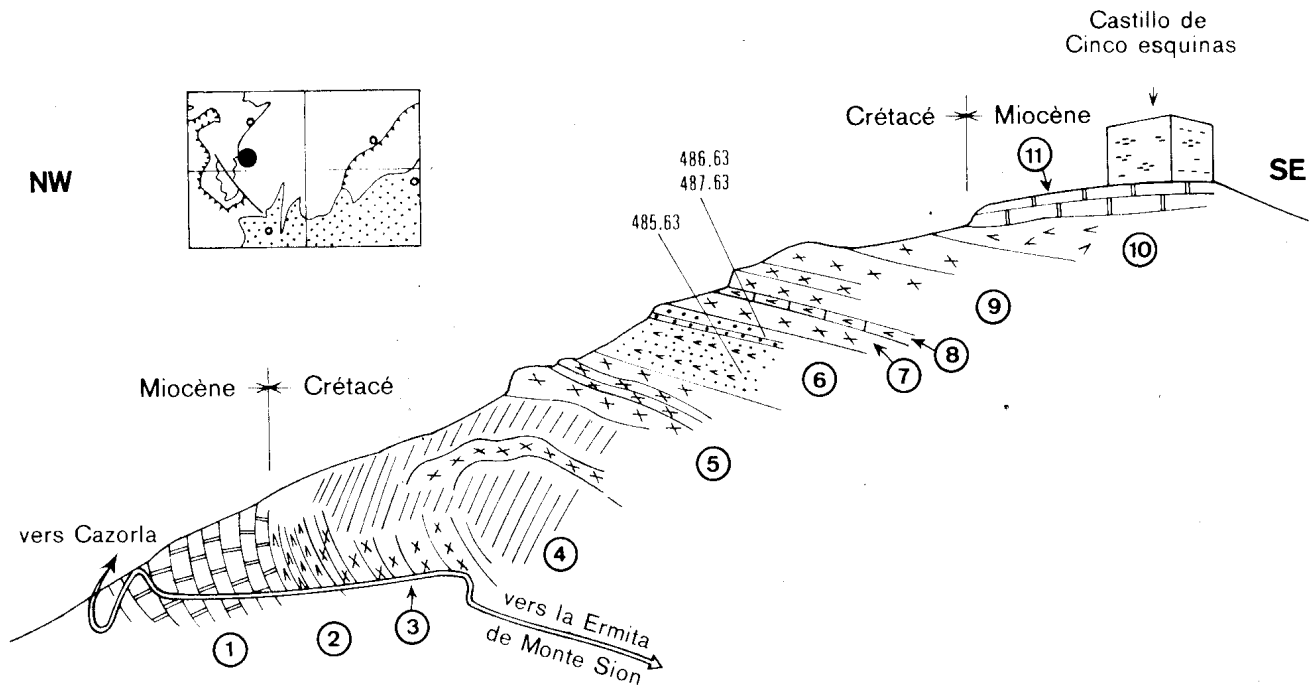 Castillo de
Cinco esquinas
Crétacé
Miocène
11
NW
SE
486.63
487.63
485.63
10
9
8
7
6
Miocène
Crétacé
5
4
vers Cazorla
3
2
1
vers la Ermita
de Monte Sion